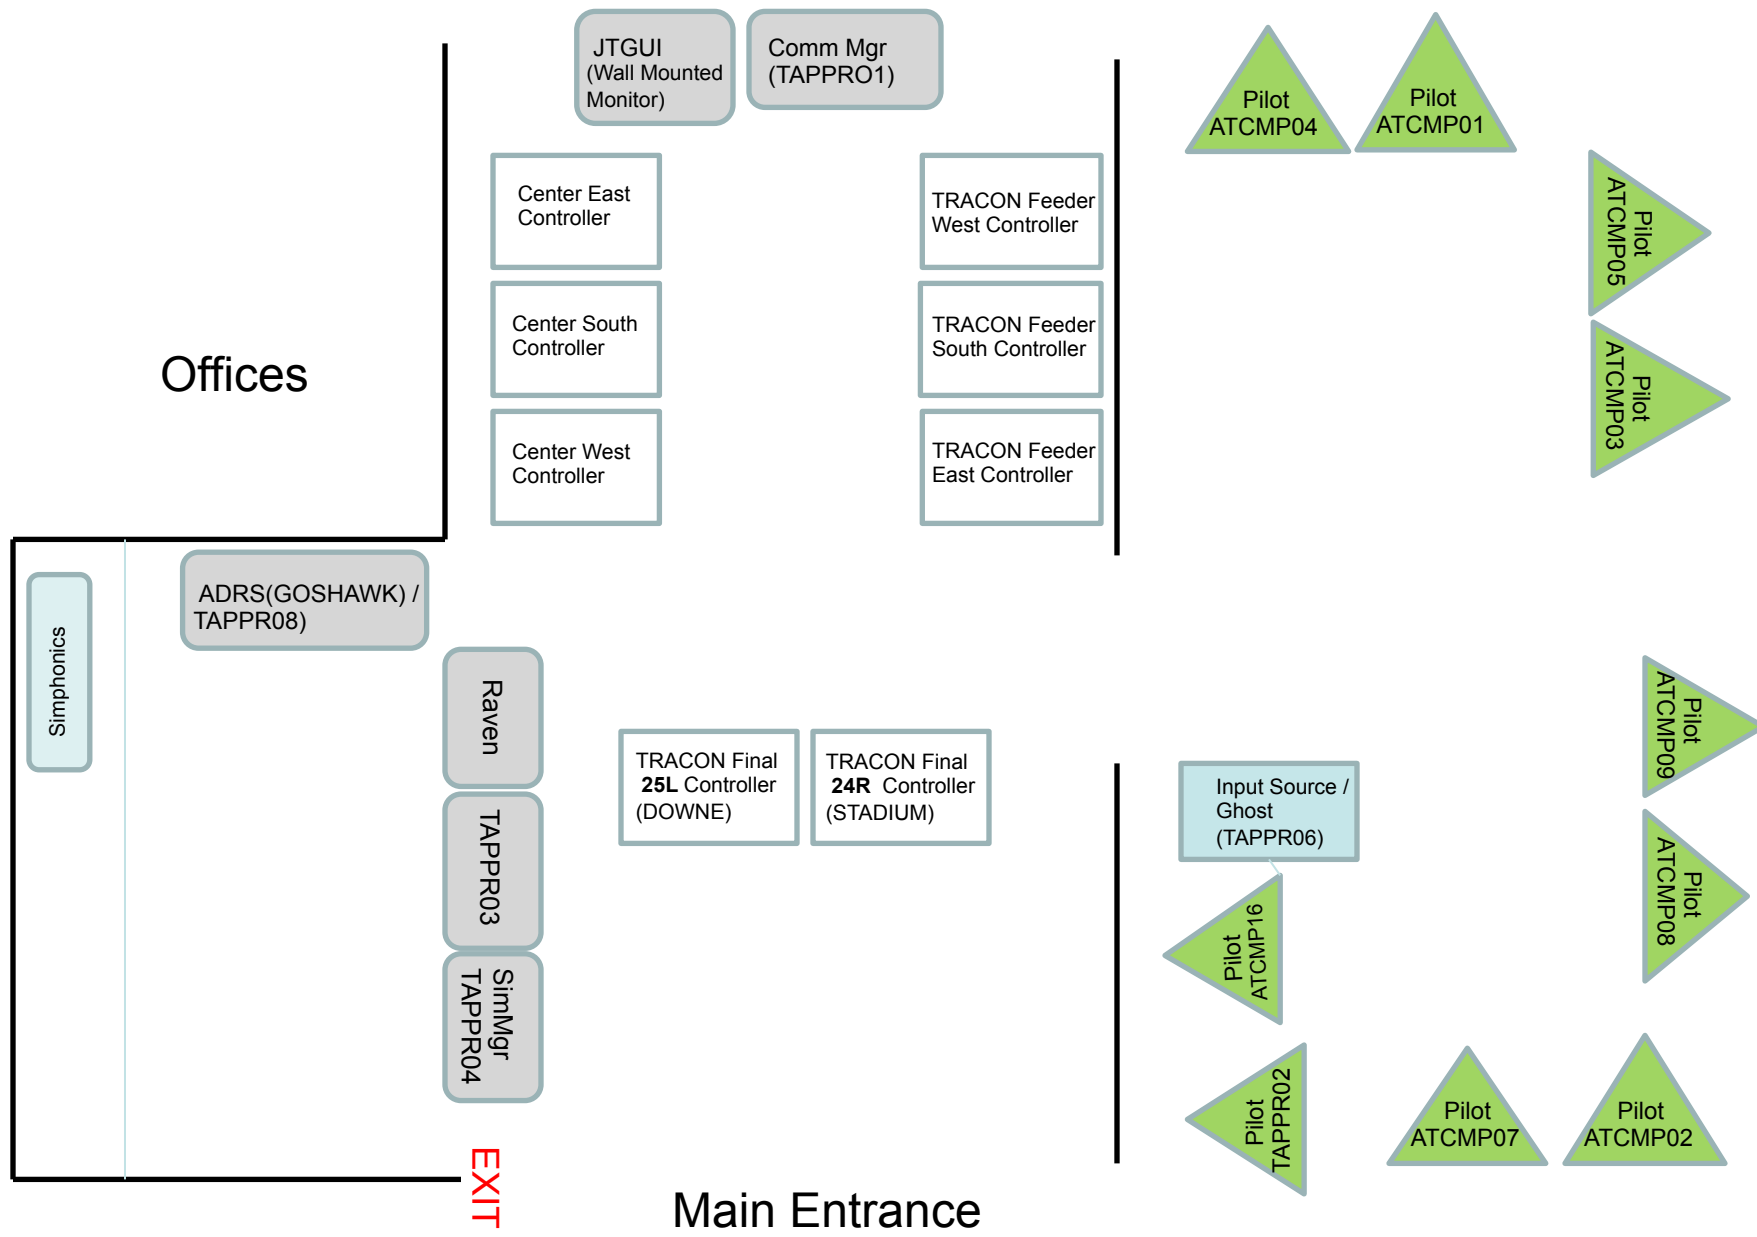 JTGUI
(Wall Mounted
Monitor)
Comm Mgr
(TAPPRO1)
Pilot
ATCMP04
Pilot
ATCMP01
Center East
Controller
TRACON Feeder
West Controller
Pilot
ATCMP05
Center South
Controller
TRACON Feeder
South Controller
Pilot
ATCMP03
Offices
Center West
Controller
TRACON Feeder
East Controller
Simphonics
ADRS(GOSHAWK) /
TAPPR08)
Raven
TAPPR03
SimMgr
TAPPR04
TRACON Final
25L Controller
(DOWNE)
TRACON Final
24R Controller
(STADIUM)
Input Source /
Ghost
(TAPPR06)
Pilot
ATCMP09
Pilot
ATCMP08
Pilot
ATCMP16
Pilot
TAPPR02
Pilot
ATCMP07
Pilot
ATCMP02
EXIT
Main Entrance